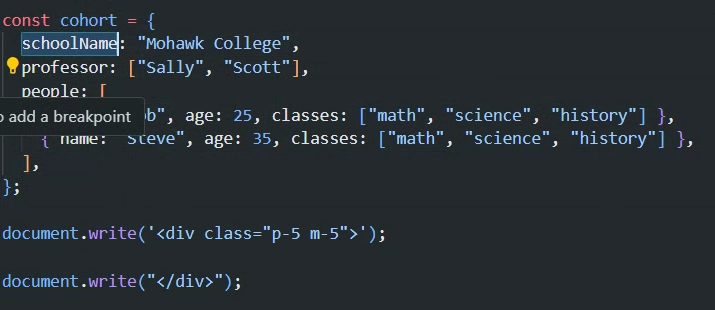 const cohort = {
schoolName: "Mohawk College",
professor: ["Sally", "Scott"],
people: [
add a breakpoint
", age: 25, classes: ["math", "science", "history"] },
{ name: "Steve", age: 35, classes: ["math", "science", "history"] },
],
};
document.write('<div class="p-5 m-5">');
document.write("</div>");